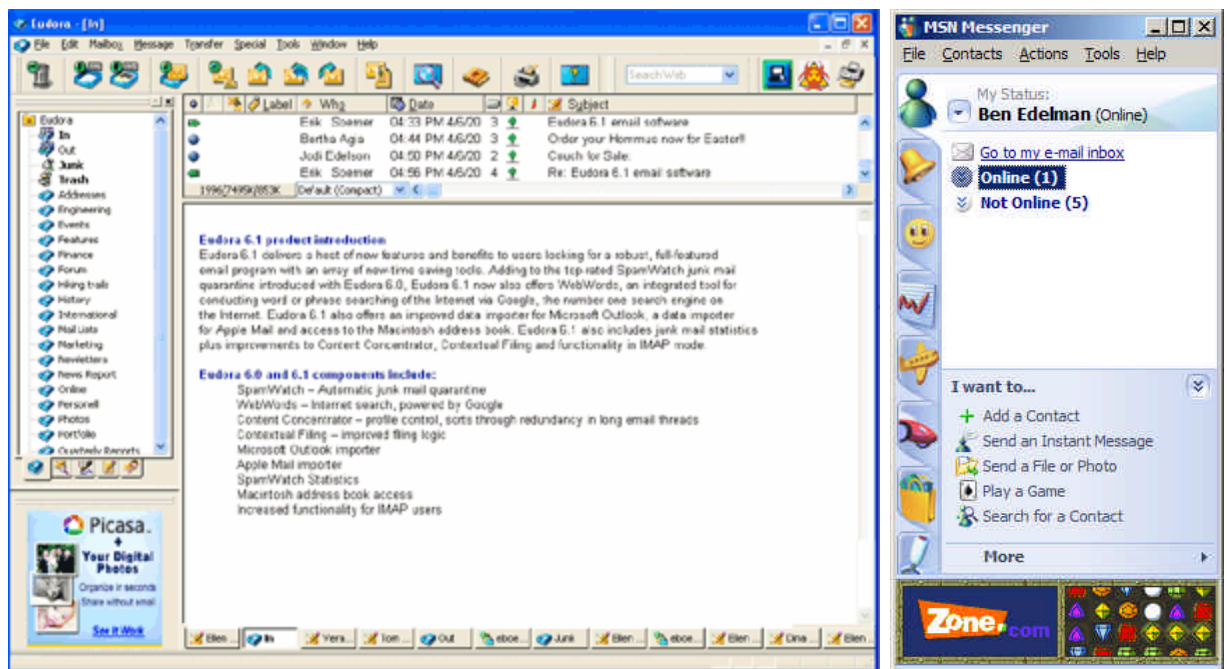 Eudora - [In]
File Edit Mailbox Message Transfer Special Tools Window Help
Search Web
Label Who Date Subject
Erik Soemer 04:33 PM 4/6/20 3 Eudora 6.1 email software
Bertha Agia 04:44 PM 4/6/20 3 Order your Hommus now for Easter!!
Jodi Edelson 04:50 PM 4/6/20 2 Couch for Sale:
Erik Soemer 04:56 PM 4/6/20 4 Re: Eudora 6.1 email software
1996/7495K/853K Default (Compact)
Eudora
In
Out
Junk
Trash
Addresses
Engineering
Events
Features
Finance
Forum
Hiking trails
History
International
Mail Lists
Marketing
Newsletters
News Report
Online
Personell
Photos
Portfolio
Quarterly Reports
Eudora 6.1 product introduction
Eudora 6.1 delivers a host of new features and benefits to users looking for a robust, full-featured
email program with an array of new time saving tools. Adding to the top-rated SpamWatch junk mail
quarantine introduced with Eudora 6.0, Eudora 6.1 now also offers WebWords, an integrated tool for
conducting word or phrase searching of the Internet via Google, the number one search engine on
the Internet. Eudora 6.1 also offers an improved data importer for Microsoft Outlook, a data importer
for Apple Mail and access to the Macintosh address book. Eudora 6.1 also includes junk mail statistics
plus improvements to Content Concentrator, Contextual Filing and functionality in IMAP mode.
Eudora 6.0 and 6.1 components include:
SpamWatch – Automatic junk mail quarantine
WebWords – Internet search, powered by Google
Content Concentrator – profile control, sorts through redundancy in long email threads
Contextual Filing – improved filing logic
Microsoft Outlook importer
Apple Mail importer
SpamWatch Statistics
Macintosh address book access
Increased functionality for IMAP users
Picasa
+
Your Digital
Photos
Organize in seconds
Share without email
See it Work
Ellen ... In Vera... Tom ... Out eboe... Junk Ellen ... eboe... Ellen ... Dina ... Ellen ...
MSN Messenger
File Contacts Actions Tools Help
My Status:
Ben Edelman (Online)
Go to my e-mail inbox
Online (1)
Not Online (5)
I want to...
Add a Contact
Send an Instant Message
Send a File or Photo
Play a Game
Search for a Contact
More
Zone.com